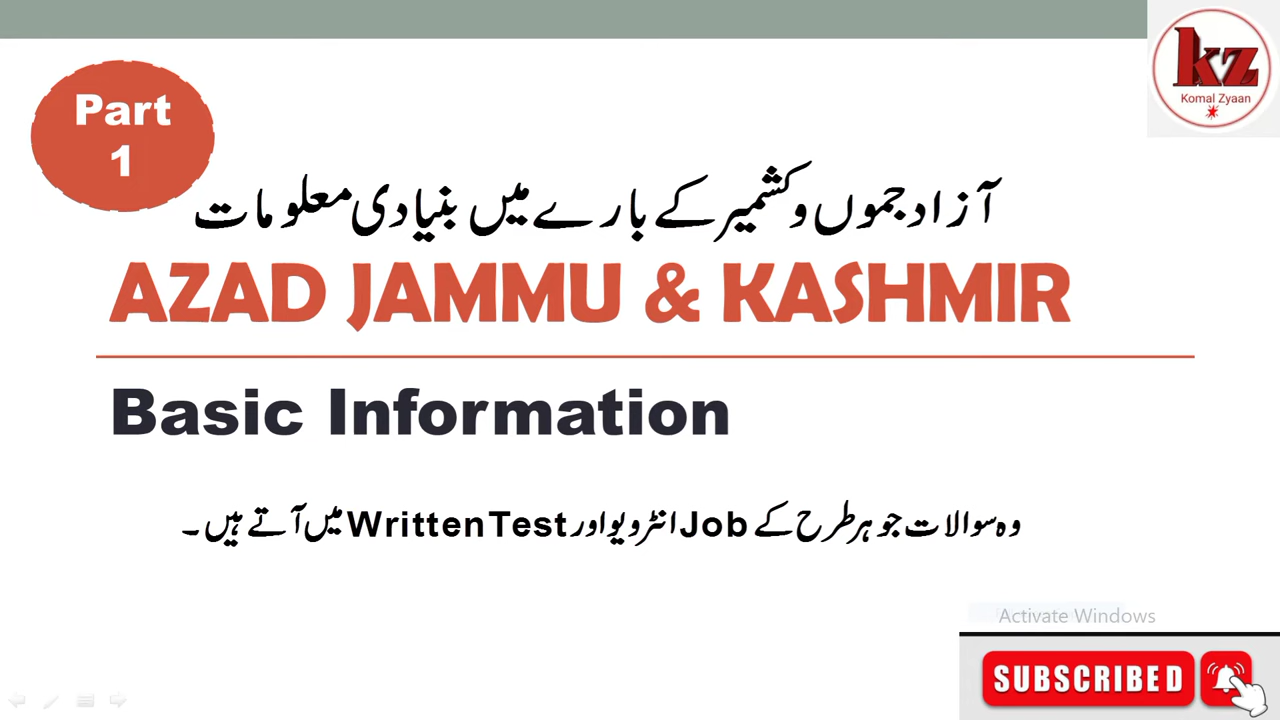 kz
Komal Zyaan
Part
1
آزاد جموں و کشمیر کے بارے میں بنیادی معلومات
AZAD JAMMU & KASHMIR
Basic Information
وہ سوالات جو ہر طرح کے Job انٹرویو اور Written Test میں آتے ہیں۔
Activate Windows
SUBSCRIBED